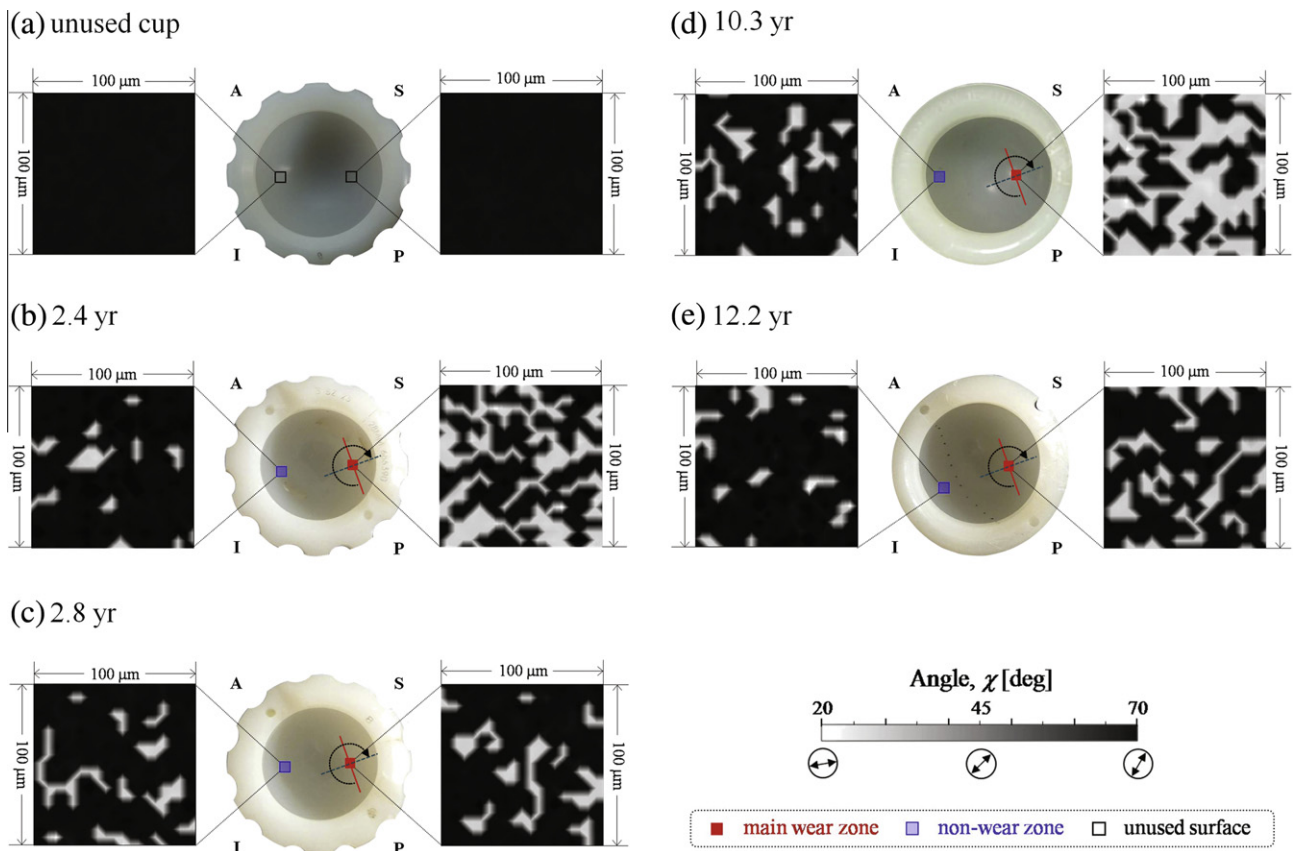 (a) unused cup
100 µm
100 µm
A
S
100 µm
100 µm
I
P
(b) 2.4 yr
100 µm
100 µm
A
S
100 µm
100 µm
I
P
(c) 2.8 yr
100 µm
100 µm
A
S
100 µm
100 µm
I
P
(d) 10.3 yr
100 µm
100 µm
A
S
100 µm
100 µm
I
P
(e) 12.2 yr
100 µm
100 µm
A
S
100 µm
100 µm
I
P
Angle, χ [deg]
20 45 70
main wear zone non-wear zone unused surface